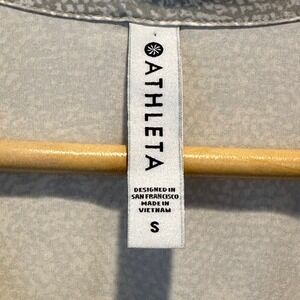 ATHLETA
DESIGNED IN
SAN FRANCISCO
MADE IN
VIETNAM
S